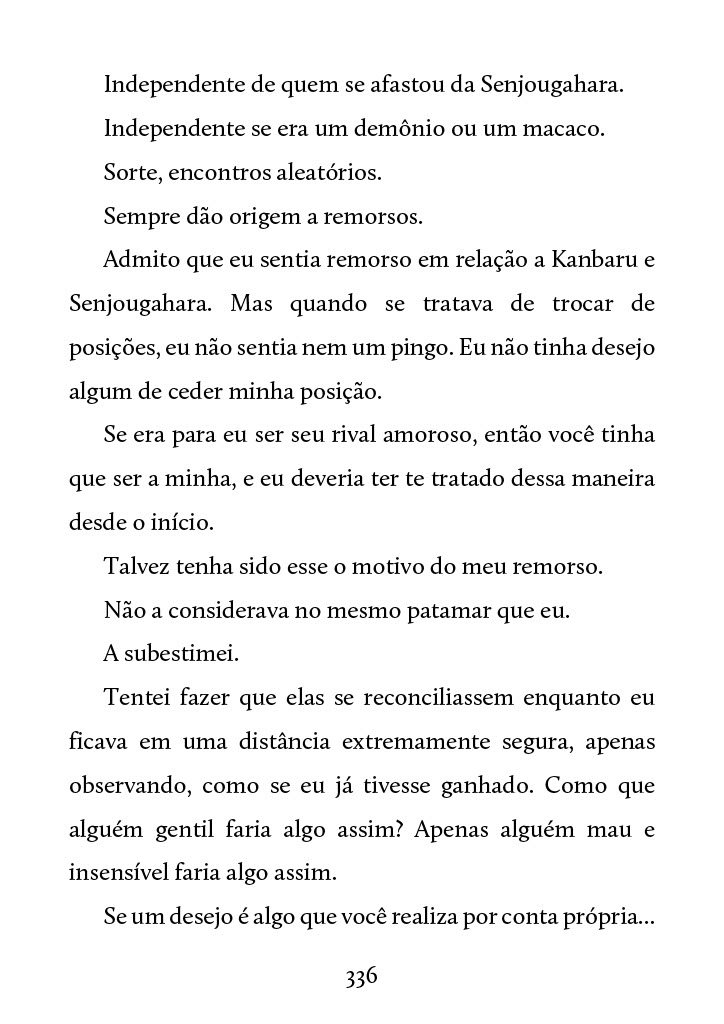 Independente de quem se afastou da Senjougahara.
Independente se era um demônio ou um macaco.
Sorte, encontros aleatórios.
Sempre dão origem a remorsos.
Admito que eu sentia remorso em relação a Kanbaru e
Senjougahara. Mas quando se tratava de trocar de
posições, eu não sentia nem um pingo. Eu não tinha desejo
algum de ceder minha posição.
Se era para eu ser seu rival amoroso, então você tinha
que ser a minha, e eu deveria ter te tratado dessa maneira
desde o início.
Talvez tenha sido esse o motivo do meu remorso.
Não a considerava no mesmo patamar que eu.
A subestimei.
Tentei fazer que elas se reconciliassem enquanto eu
ficava em uma distância extremamente segura, apenas
observando, como se eu já tivesse ganhado. Como que
alguém gentil faria algo assim? Apenas alguém mau e
insensível faria algo assim.
Se um desejo é algo que você realiza por conta própria...
336